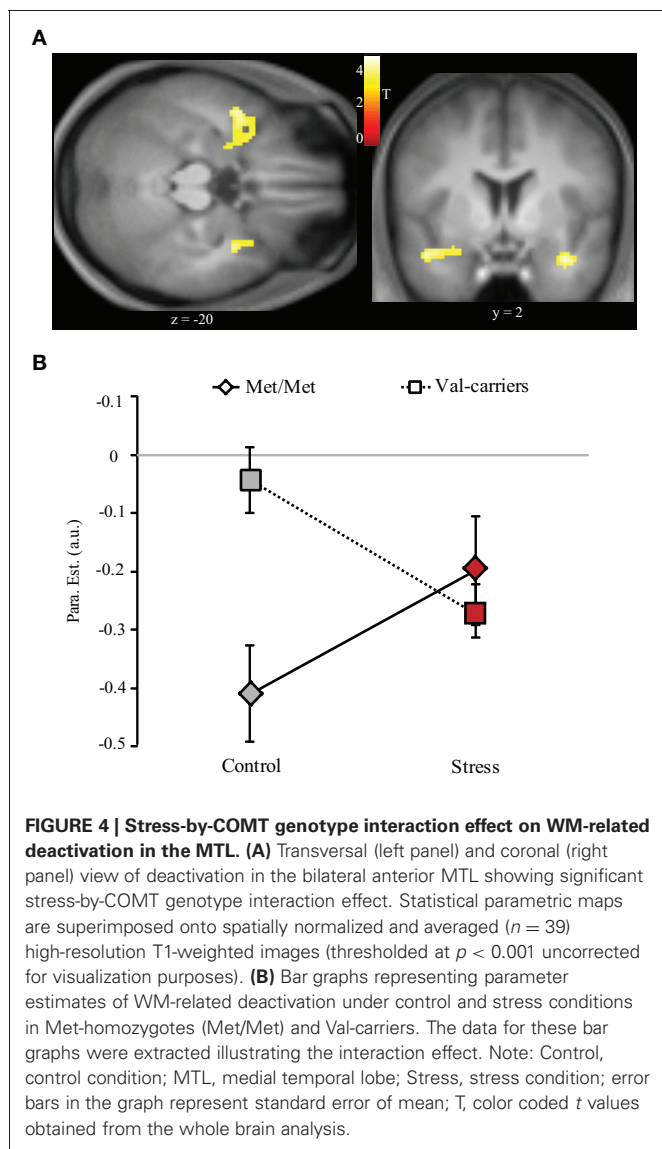 A
4
2 T
0
z = -20
y = 2
B
Met/Met Val-carriers
-0.1
0
-0.1
-0.2
-0.3
-0.4
-0.5
Para. Est. (a.u.)
Control Stress
FIGURE 4 | Stress-by-COMT genotype interaction effect on WM-related
deactivation in the MTL. (A) Transversal (left panel) and coronal (right
panel) view of deactivation in the bilateral anterior MTL showing significant
stress-by-COMT genotype interaction effect. Statistical parametric maps
are superimposed onto spatially normalized and averaged (n = 39)
high-resolution T1-weighted images (thresholded at p < 0.001 uncorrected
for visualization purposes). (B) Bar graphs representing parameter
estimates of WM-related deactivation under control and stress conditions
in Met-homozygotes (Met/Met) and Val-carriers. The data for these bar
graphs were extracted illustrating the interaction effect. Note: Control,
control condition; MTL, medial temporal lobe; Stress, stress condition; error
bars in the graph represent standard error of mean; T, color coded t values
obtained from the whole brain analysis.